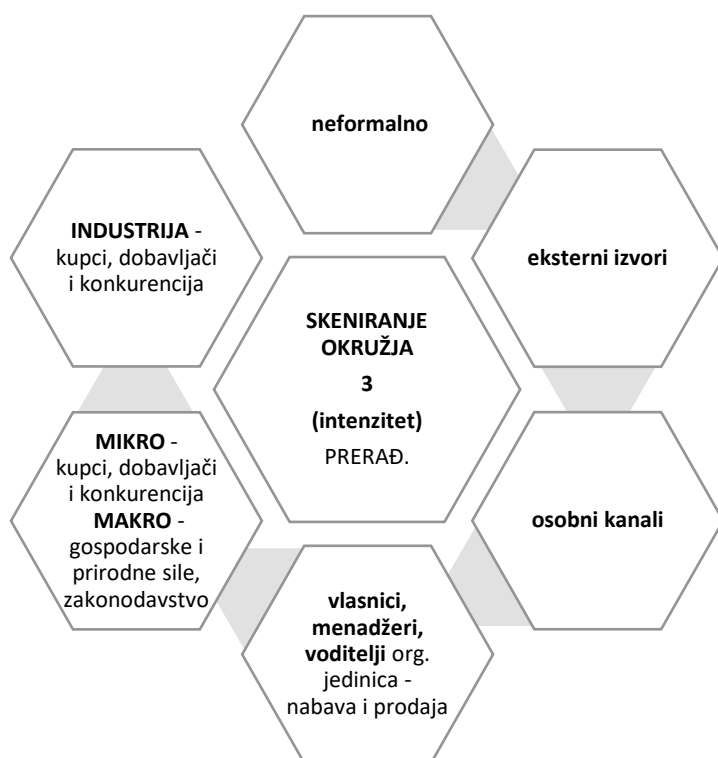 neformalno
eksterni izvori
osobni kanali
vlasnici,
menadžeri,
voditelji org.
jedinica -
nabava i prodaja
MIKRO -
kupci, dobavljači
i konkurencija
MAKRO -
gospodarske i
prirodne sile,
zakonodavstvo
INDUSTRIJA -
kupci, dobavljači
i konkurencija
SKENIRANJE
OKRUŽJA
3
(intenzitet)
PRERAĐ.